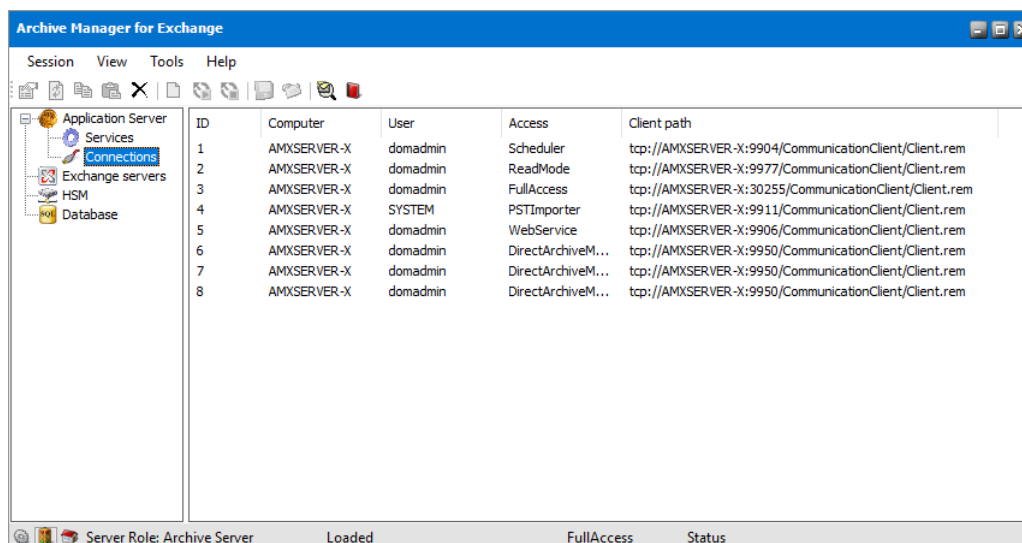 Archive Manager for Exchange
Session View Tools Help
Application Server
Services
Connections
Exchange servers
HSM
SQL Database
ID Computer User Access Client path
1 AMXSERVER-X domadmin Scheduler tcp://AMXSERVER-X:9904/CommunicationClient/Client.rem
2 AMXSERVER-X domadmin ReadMode tcp://AMXSERVER-X:9977/CommunicationClient/Client.rem
3 AMXSERVER-X domadmin FullAccess tcp://AMXSERVER-X:30255/CommunicationClient/Client.rem
4 AMXSERVER-X SYSTEM PSTImporter tcp://AMXSERVER-X:9911/CommunicationClient/Client.rem
5 AMXSERVER-X domadmin WebService tcp://AMXSERVER-X:9906/CommunicationClient/Client.rem
6 AMXSERVER-X domadmin DirectArchiveM... tcp://AMXSERVER-X:9950/CommunicationClient/Client.rem
7 AMXSERVER-X domadmin DirectArchiveM... tcp://AMXSERVER-X:9950/CommunicationClient/Client.rem
8 AMXSERVER-X domadmin DirectArchiveM... tcp://AMXSERVER-X:9950/CommunicationClient/Client.rem
Server Role: Archive Server Loaded FullAccess Status